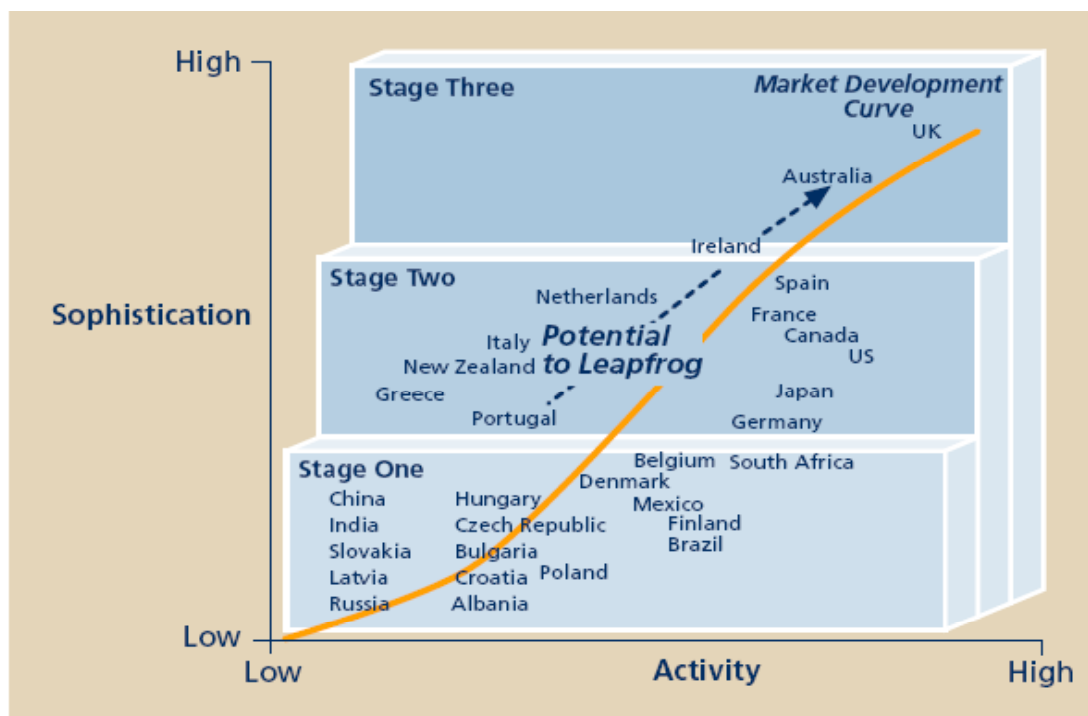 High
Stage Three
Market Development
Curve
UK
Australia
Ireland
Stage Two
Spain
Netherlands
Sophistication
France
Canada
Italy
Potential
US
New Zealand
to Leapfrog
Greece
Japan
Portugal
Germany
Stage One
Belgium
South Africa
Denmark
China
Hungary
Mexico
India
Czech Republic
Finland
Slovakia
Bulgaria
Brazil
Latvia
Croatia
Poland
Russia
Albania
Low
Low
Activity
High